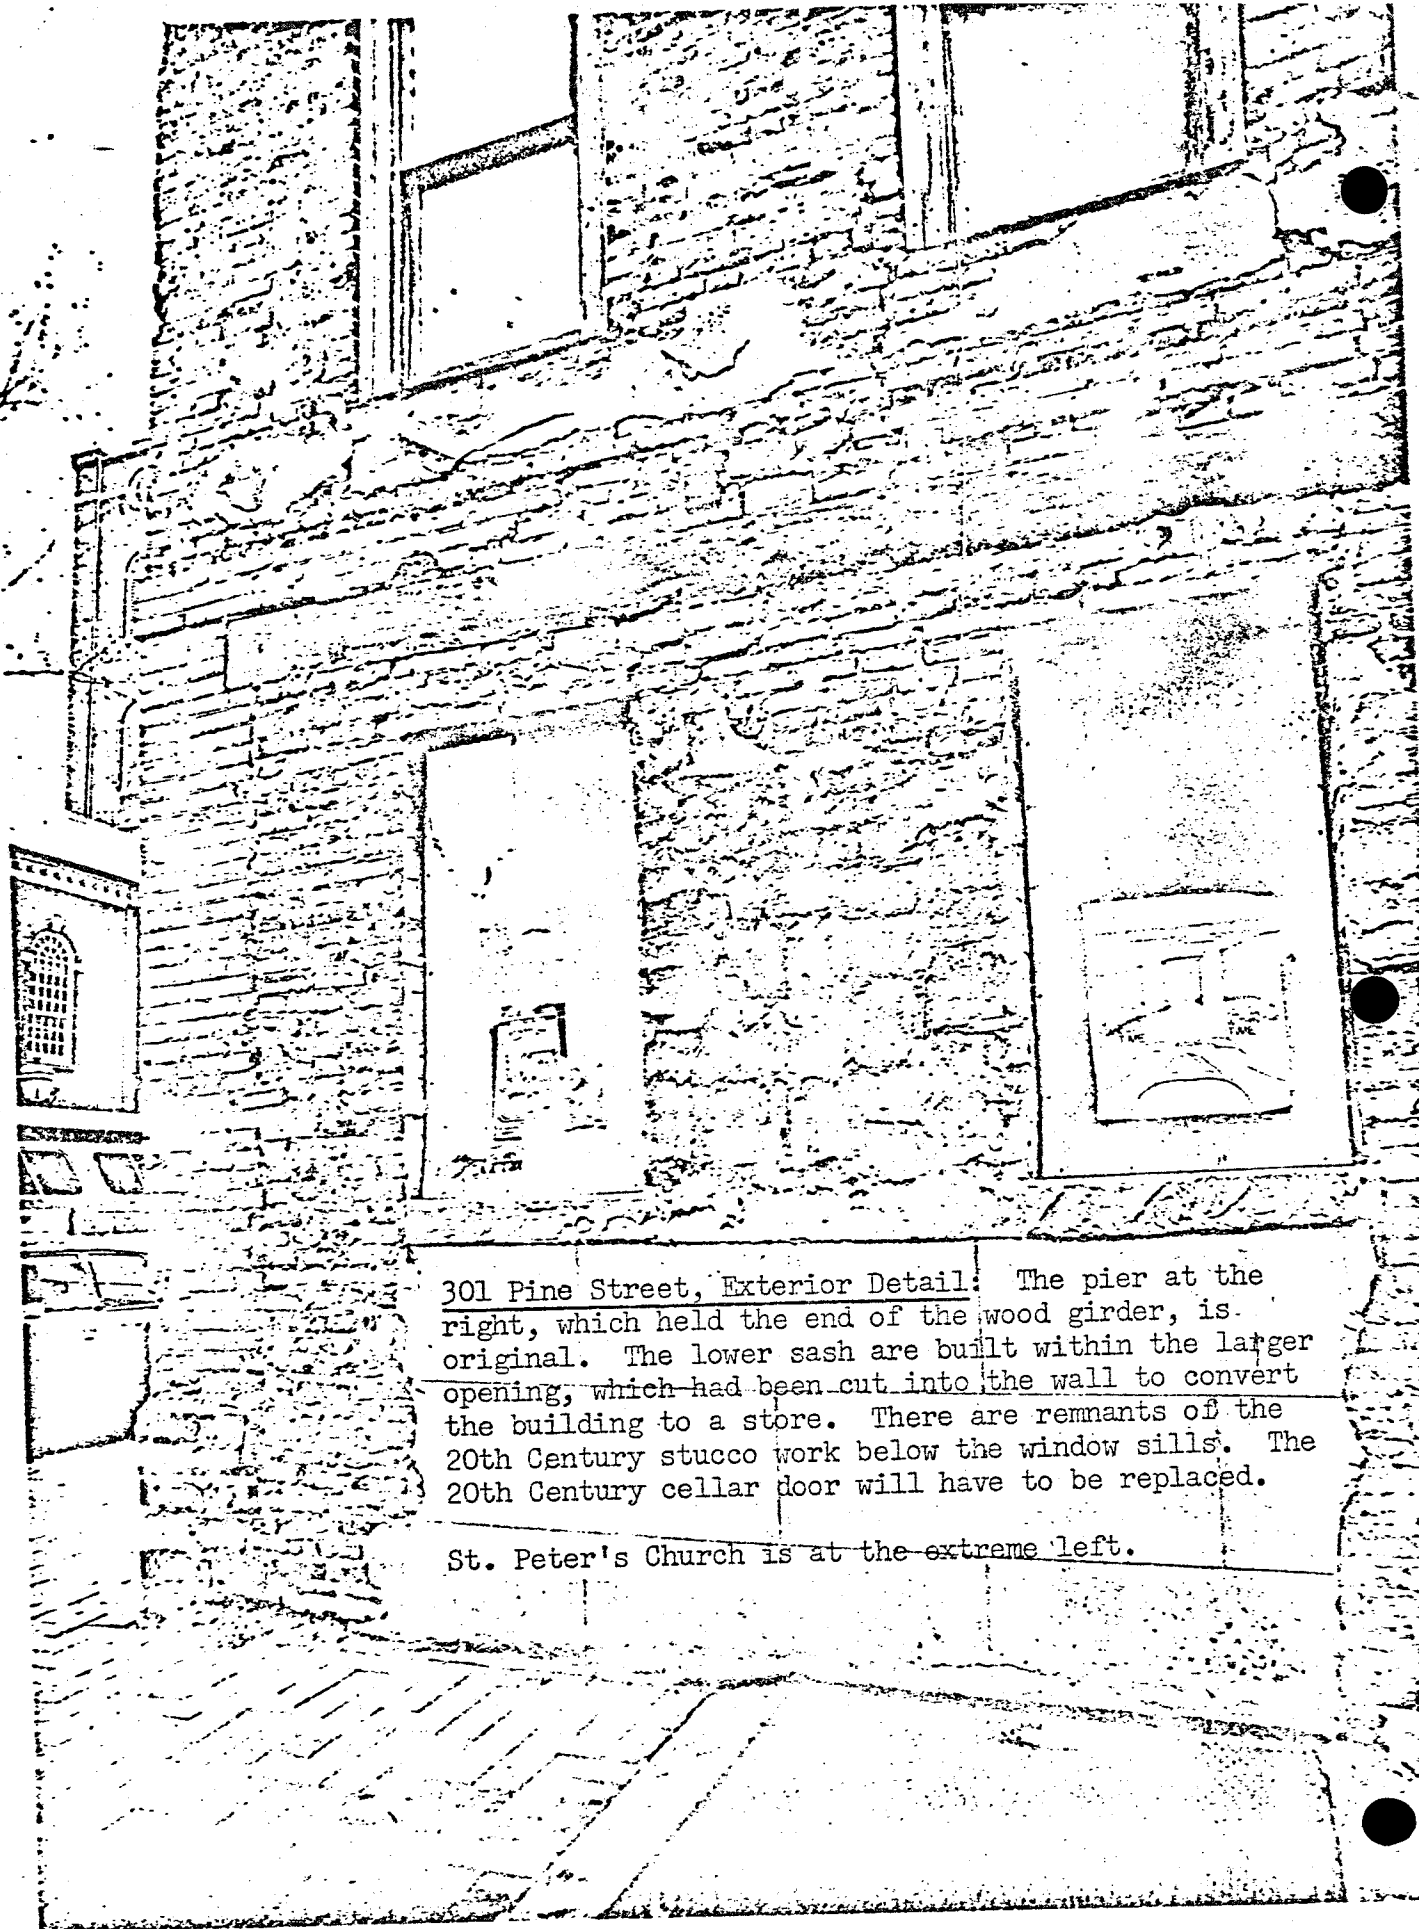 301 Pine Street, Exterior Detail: The pier at the
right, which held the end of the wood girder, is
original. The lower sash are built within the larger
opening, which had been cut into the wall to convert
the building to a store. There are remnants of the
20th Century stucco work below the window sills. The
20th Century cellar door will have to be replaced.
St. Peter's Church is at the extreme left.